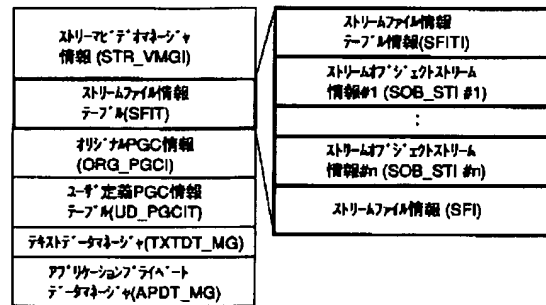 ｽﾄﾘｰﾏﾋﾞﾃﾞｵﾏﾈｰｼﾞｬ
情報 (STR_VMGI)
ｽﾄﾘｰﾑﾌｧｲﾙ情報
ﾃｰﾌﾞﾙ(SFIT)
ｵﾘｼﾞﾅﾙPGC情報
(ORG_PGCI)
ﾕｰｻﾞ定義PGC情報
ﾃｰﾌﾞﾙ(UD_PGCIT)
ﾃｷｽﾄﾃﾞｰﾀﾏﾈｰｼﾞｬ(TXTDT_MG)
ｱﾌﾟﾘｹｰｼｮﾝﾌﾟﾗｲﾍﾞｰﾄ
ﾃﾞｰﾀﾏﾈｰｼﾞｬ(APDT_MG)
ｽﾄﾘｰﾑﾌｧｲﾙ情報
ﾃｰﾌﾞﾙ情報(SFITI)
ｽﾄﾘｰﾑｵﾌﾞｼﾞｪｸﾄｽﾄﾘｰﾑ
情報#1 (SOB_STI #1)
:
ｽﾄﾘｰﾑｵﾌﾞｼﾞｪｸﾄｽﾄﾘｰﾑ
情報#n (SOB_STI #n)
ｽﾄﾘｰﾑﾌｧｲﾙ情報 (SFI)